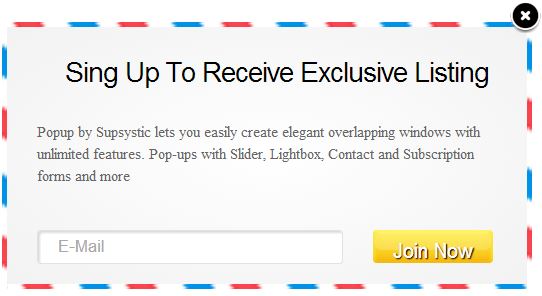 Sing Up To Receive Exclusive Listing
Popup by Supsystic lets you easily create elegant overlapping windows with
unlimited features. Pop-ups with Slider, Lightbox, Contact and Subscription
forms and more
E-Mail
Join Now